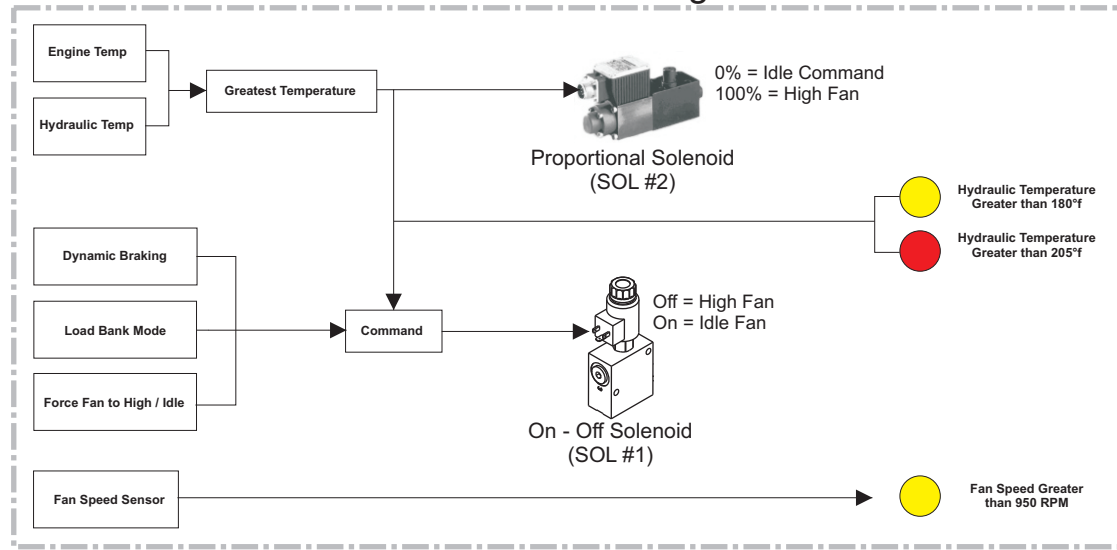 Engine Temp
Hydraulic Temp
Greatest Temperature
0% = Idle Command
100% = High Fan
Proportional Solenoid
(SOL #2)
Hydraulic Temperature
Greater than 180°f
Hydraulic Temperature
Greater than 205°f
Dynamic Braking
Load Bank Mode
Force Fan to High / Idle
Command
Off = High Fan
On = Idle Fan
On - Off Solenoid
(SOL #1)
Fan Speed Sensor
Fan Speed Greater
than 950 RPM